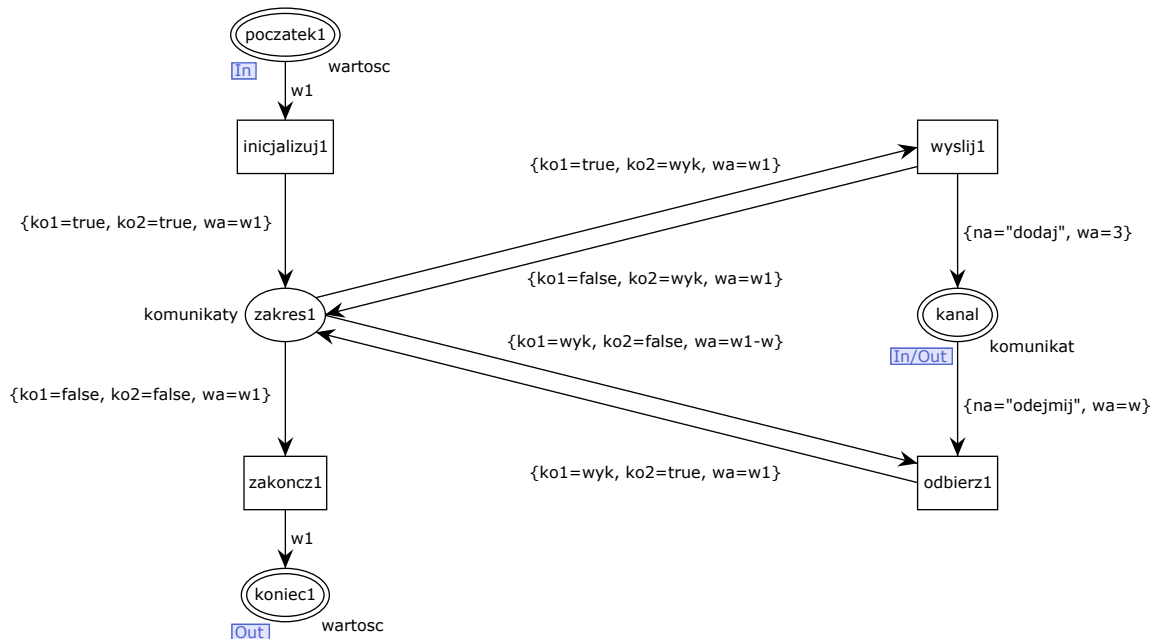 poczatek1
In
wartosc
w1
inicjalizuj1
wyslij1
{ko1=true, ko2=wyk, wa=w1}
{ko1=true, ko2=true, wa=w1}
{na="dodaj", wa=3}
{ko1=false, ko2=wyk, wa=w1}
komunikaty
zakres1
kanal
{ko1=wyk, ko2=false, wa=w1-w}
In/Out
komunikat
{ko1=false, ko2=false, wa=w1}
{na="odejmij", wa=w}
{ko1=wyk, ko2=true, wa=w1}
zakoncz1
odbierz1
w1
koniec1
Out
wartosc